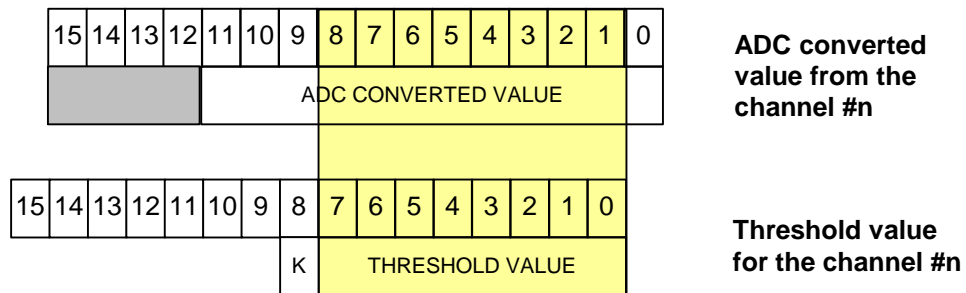 15 14 13 12 11 10 9 8 7 6 5 4 3 2 1 0
ADC CONVERTED VALUE
ADC converted
value from the
channel #n
15 14 13 12 11 10 9 8 7 6 5 4 3 2 1 0
K THRESHOLD VALUE
Threshold value
for the channel #n